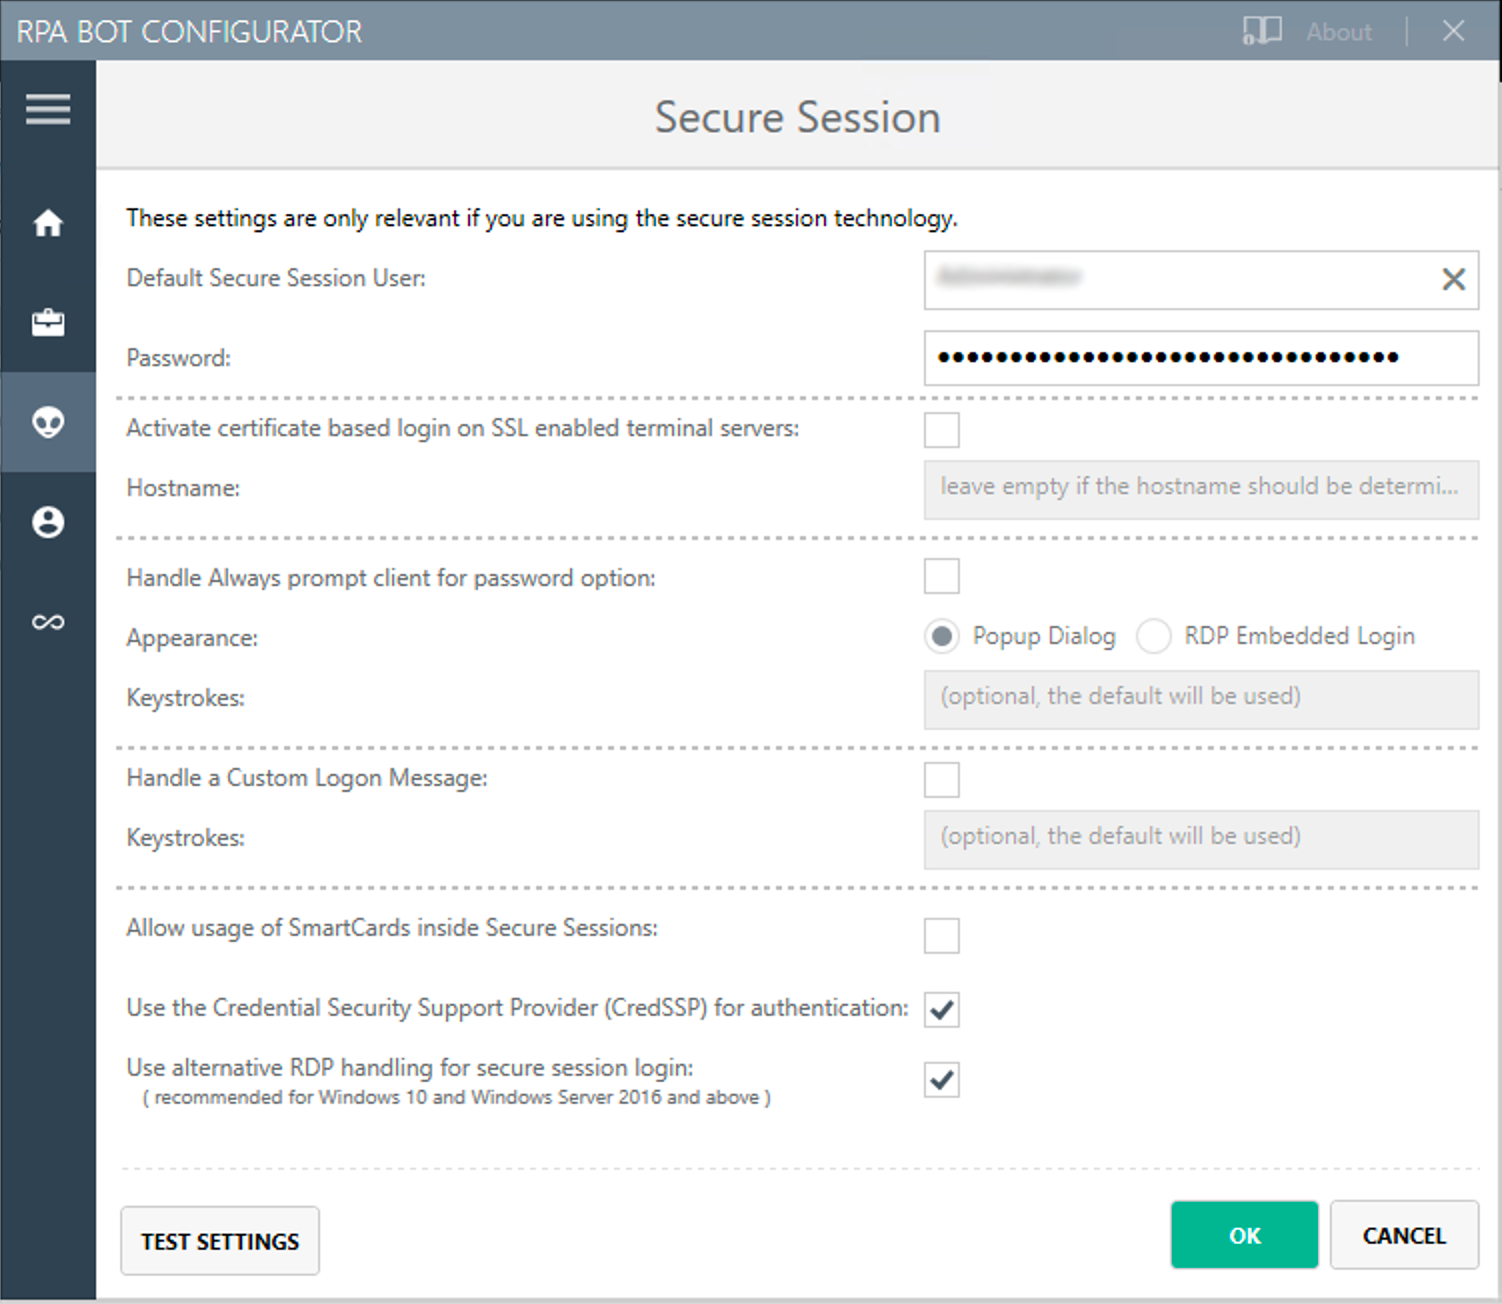 RPA BOT CONFIGURATOR
About
Secure Session
These settings are only relevant if you are using the secure session technology.
Default Secure Session User:
Password:
Activate certificate based login on SSL enabled terminal servers:
Hostname:
leave empty if the hostname should be determi...
Handle Always prompt client for password option:
Appearance:
Popup Dialog
RDP Embedded Login
Keystrokes:
(optional, the default will be used)
Handle a Custom Logon Message:
Keystrokes:
(optional, the default will be used)
Allow usage of SmartCards inside Secure Sessions:
Use the Credential Security Support Provider (CredSSP) for authentication:
Use alternative RDP handling for secure session login:
( recommended for Windows 10 and Windows Server 2016 and above )
TEST SETTINGS
OK
CANCEL